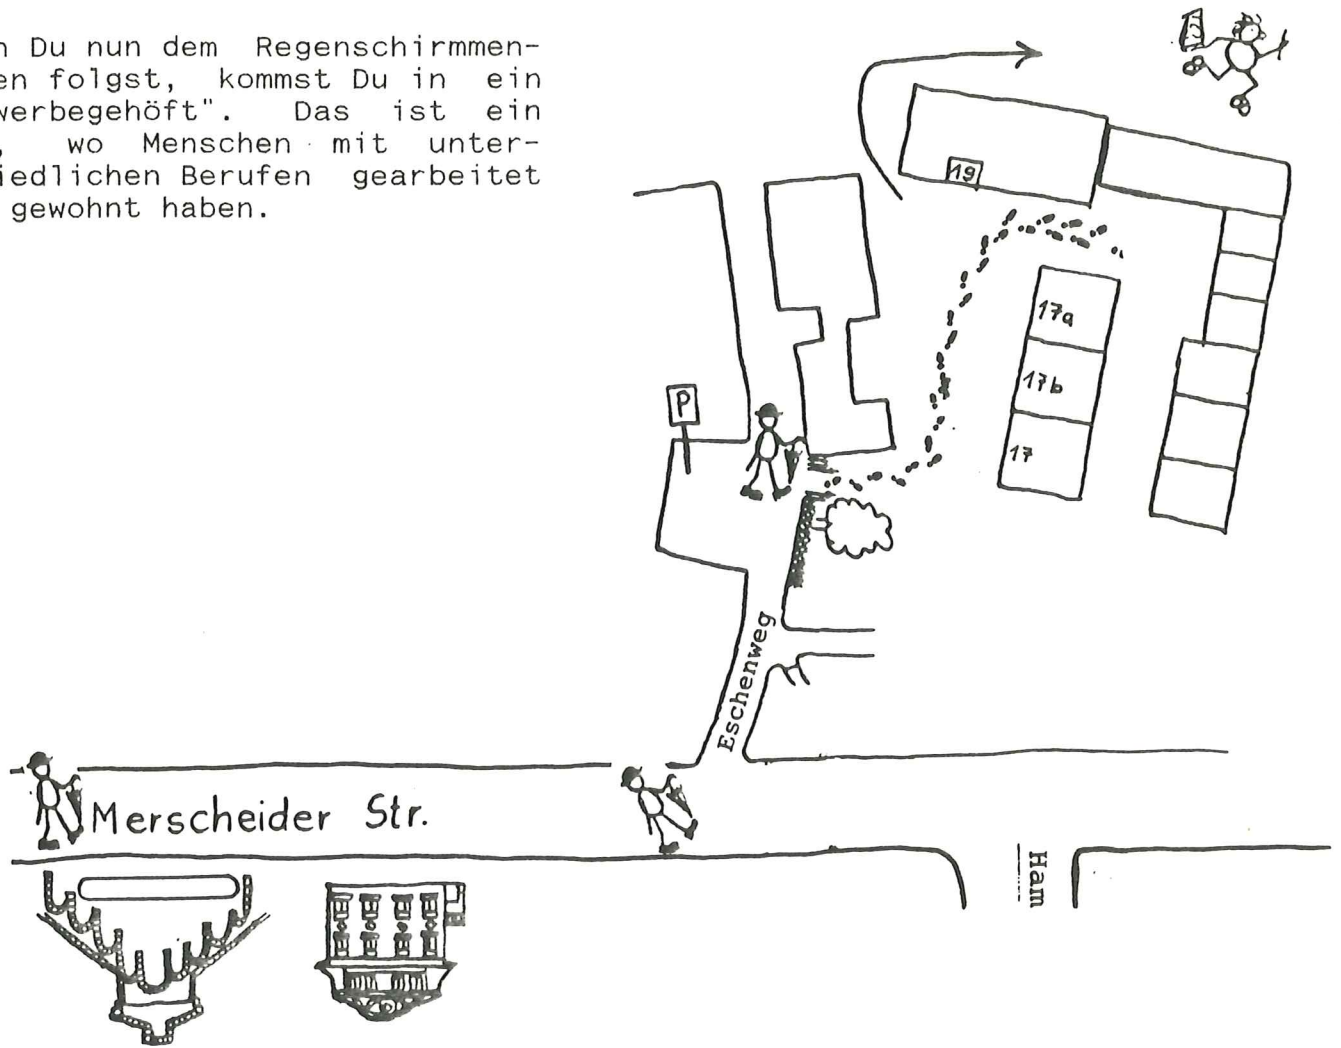 n Du nun dem Regenschirmmen-
en folgst, kommst Du in ein
werbegehöft". Das ist ein
, wo Menschen mit unter-
iedlichen Berufen gearbeitet
gewohnt haben.
19
17a
17b
17
P
Eschenweg
Merscheider Str.
Ham